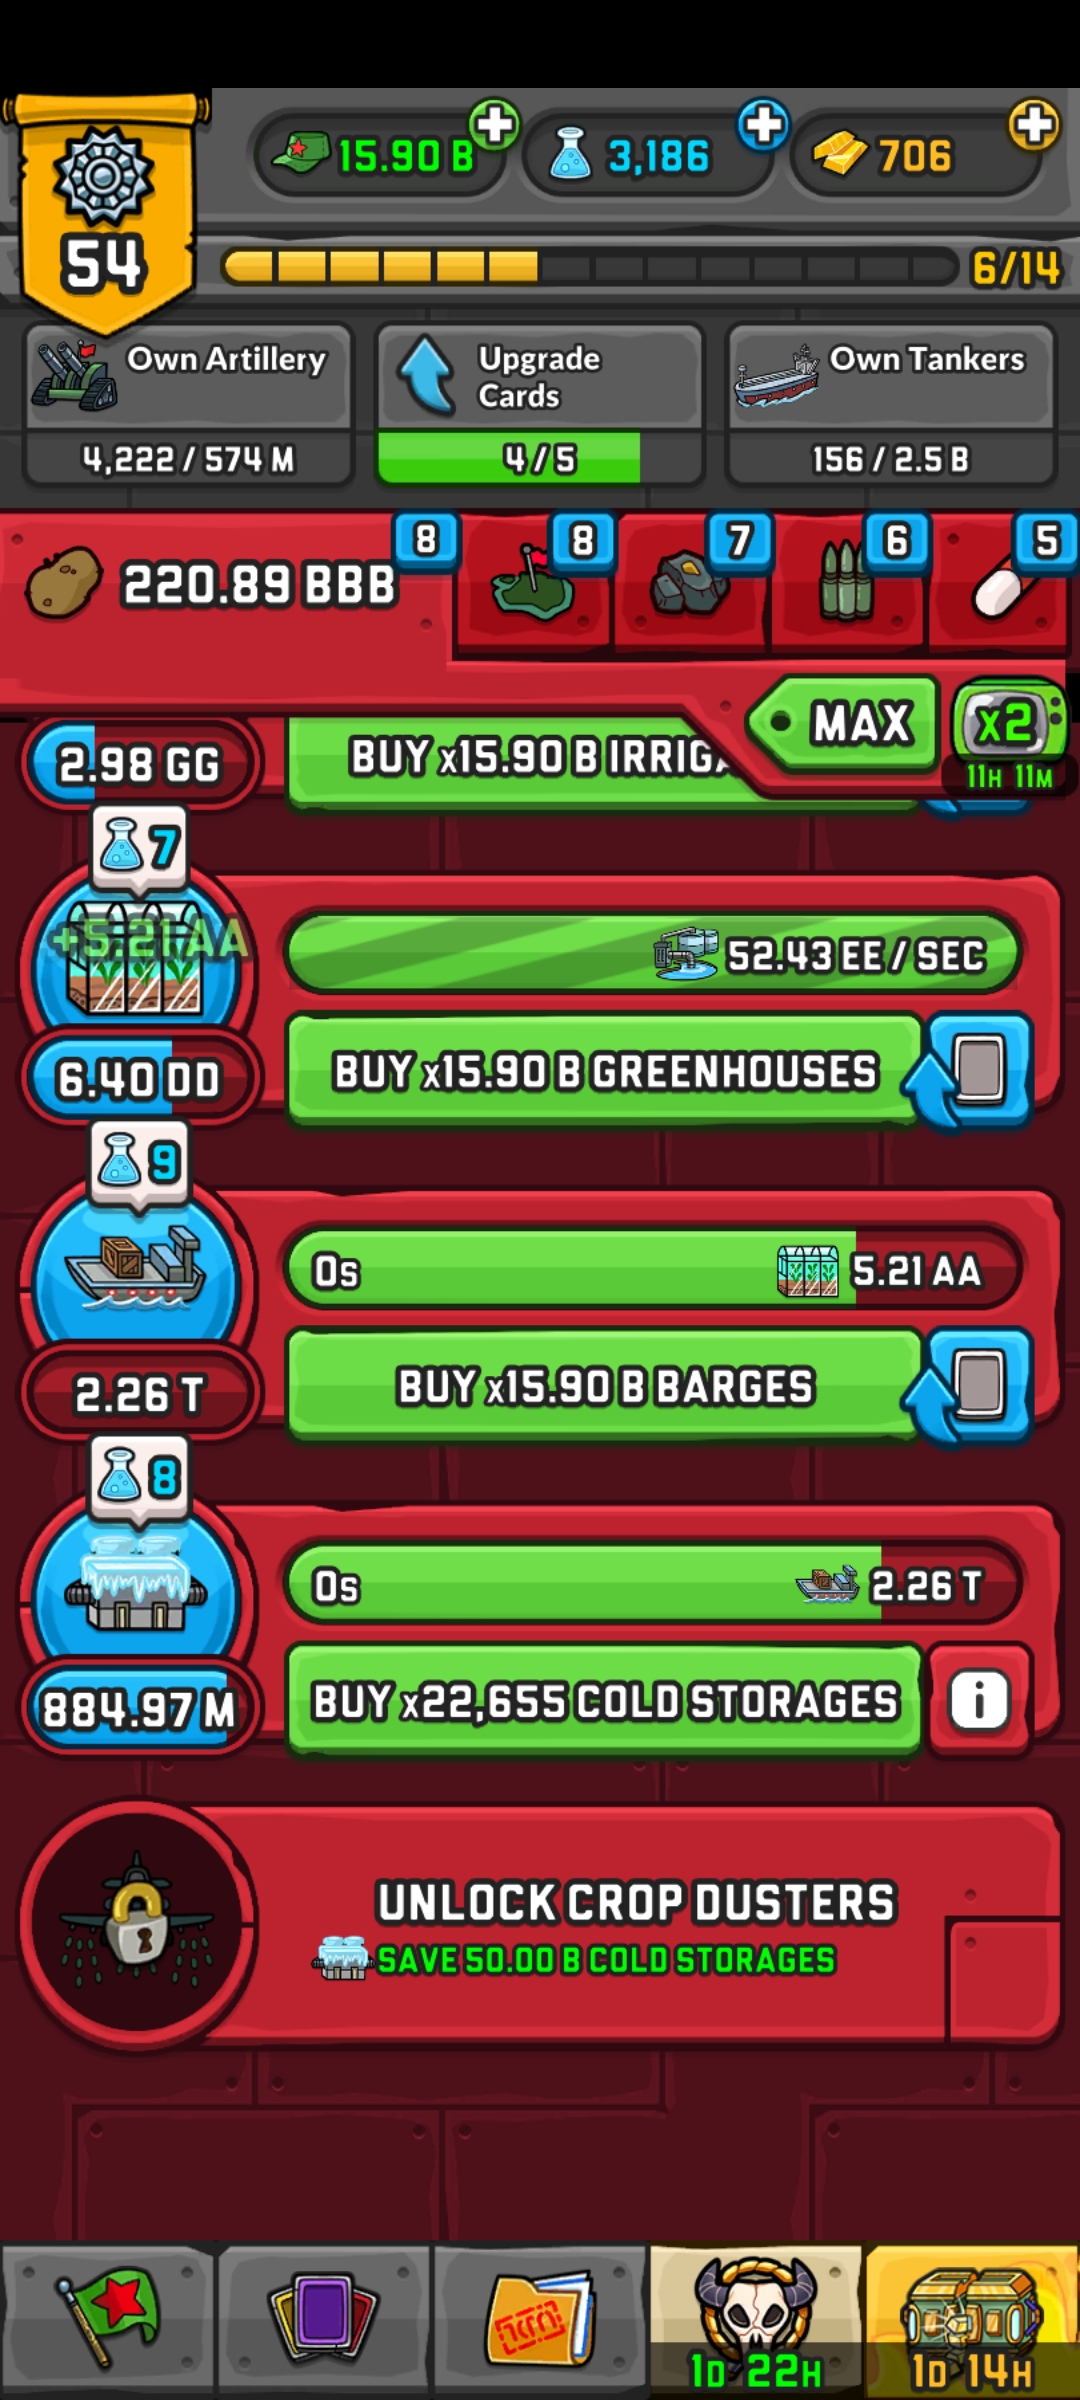 15.90 B
3,186
706
54
6/14
Own Artillery
4,222 / 574 M
Upgrade
Cards
4 / 5
Own Tankers
156 / 2.5 B
220.89 BBB
8
8
7
6
5
MAX
x2
11H 11M
2.98 GG
BUY x15.90 B IRRIGA
7
+5.21 AA
52.43 EE / SEC
6.40 DD
BUY x15.90 B GREENHOUSES
9
0s
5.21 AA
2.26 T
BUY x15.90 B BARGES
8
0s
2.26 T
884.97 M
BUY x22,655 COLD STORAGES
i
UNLOCK CROP DUSTERS
SAVE 50.00 B COLD STORAGES
1D 22H
1D 14H